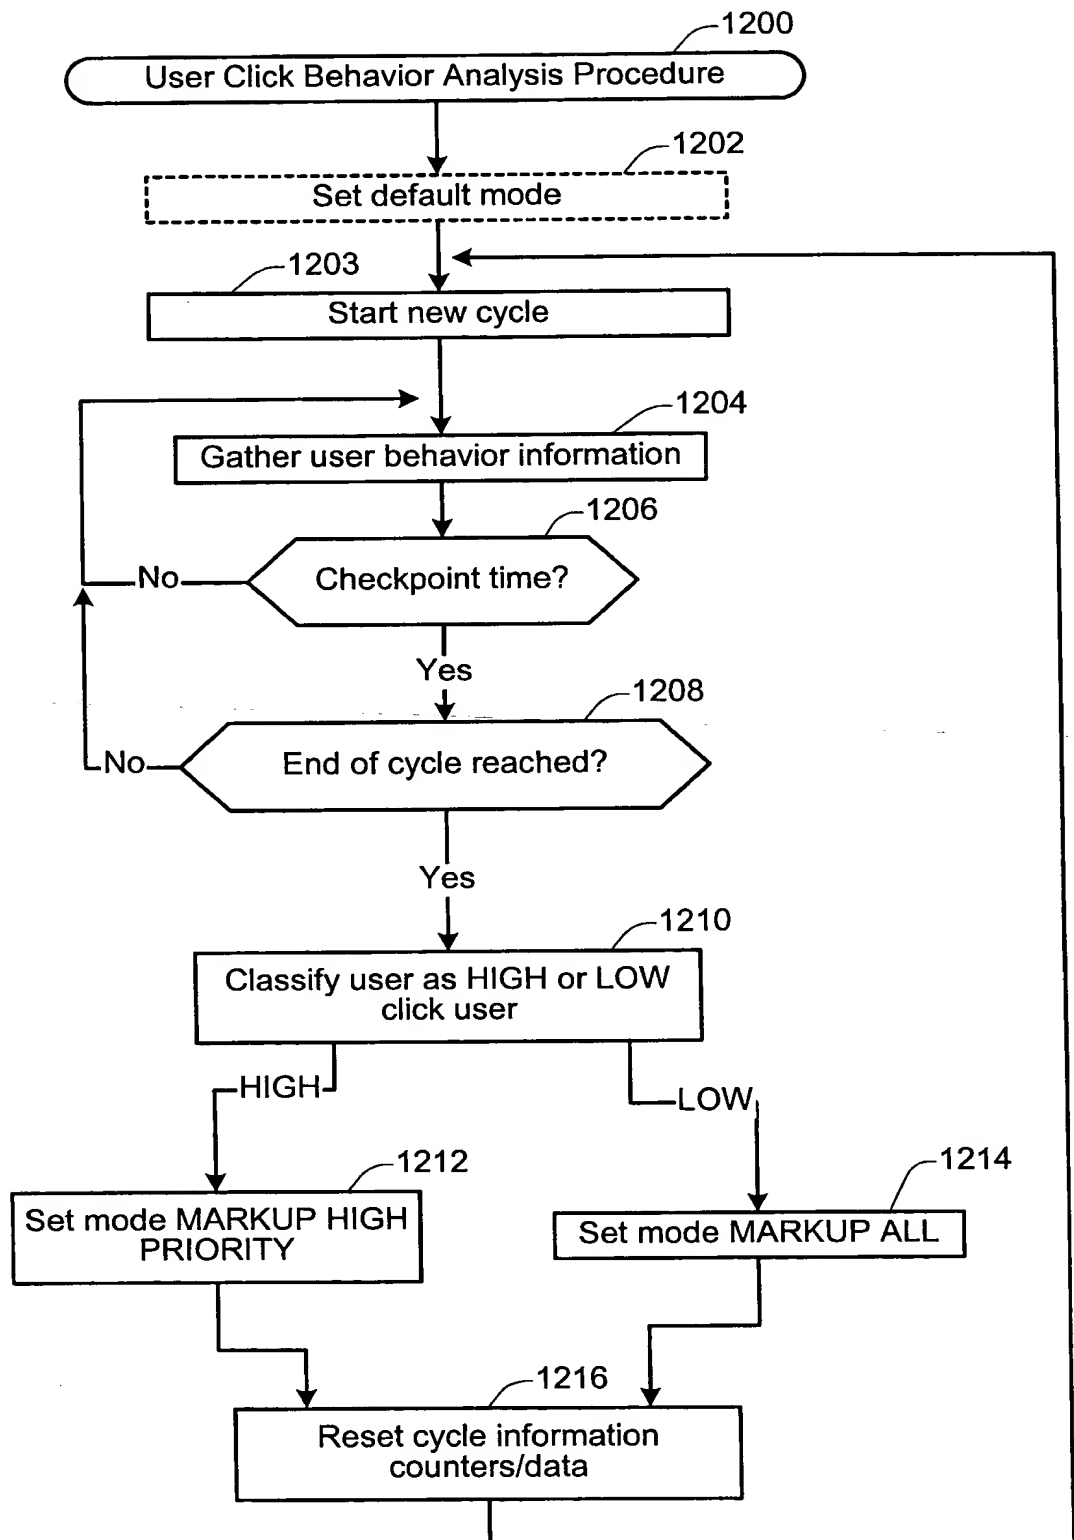 1200
User Click Behavior Analysis Procedure
1202
Set default mode
1203
Start new cycle
1204
Gather user behavior information
1206
Checkpoint time?
No
Yes
1208
End of cycle reached?
No
Yes
1210
Classify user as HIGH or LOW
click user
HIGH
LOW
1212
Set mode MARKUP HIGH
PRIORITY
1214
Set mode MARKUP ALL
1216
Reset cycle information
counters/data